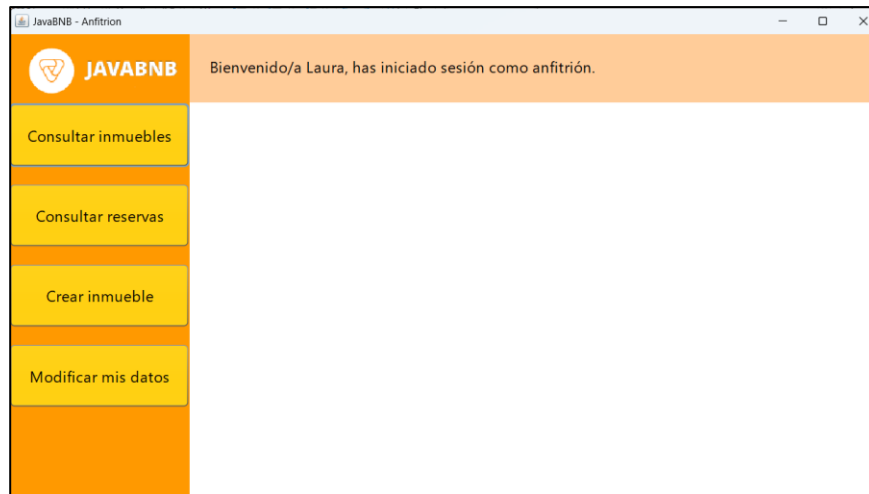 JavaBNB - Anfitrion
JAVABNB
Bienvenido/a Laura, has iniciado sesión como anfitrión.
Consultar inmuebles
Consultar reservas
Crear inmueble
Modificar mis datos